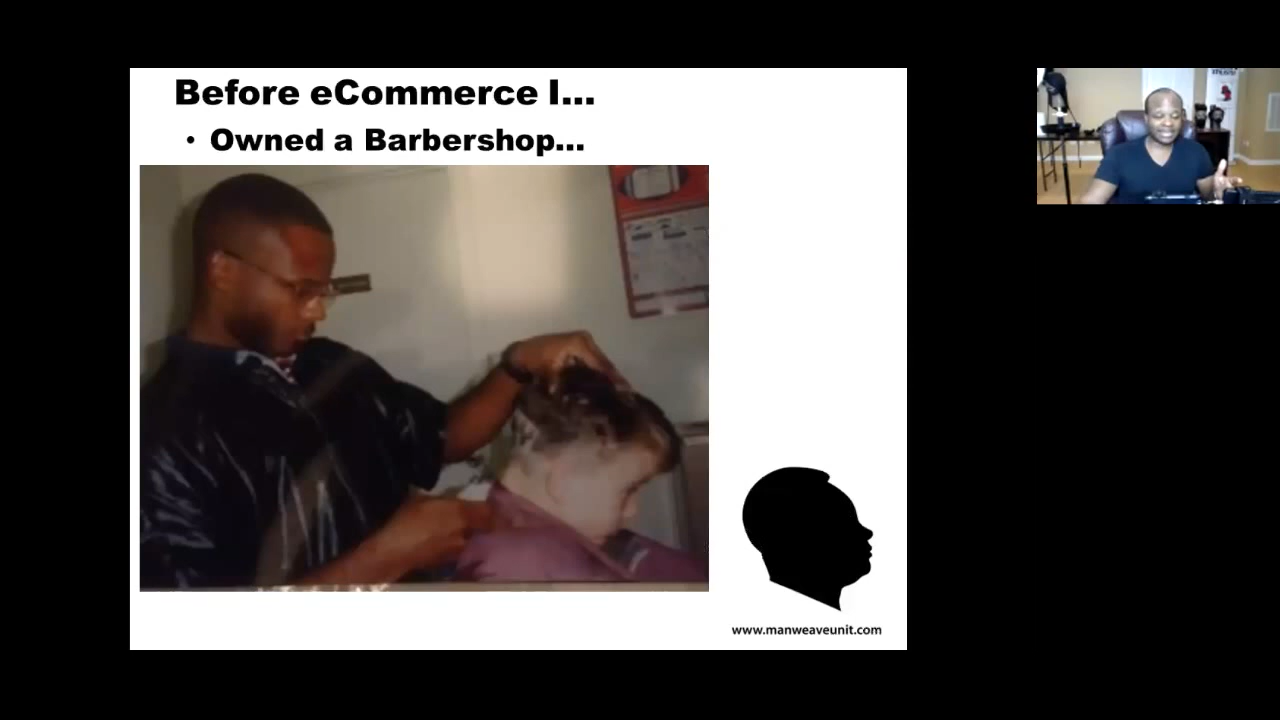 Before eCommerce I...
• Owned a Barbershop...
www.manweaveunit.com